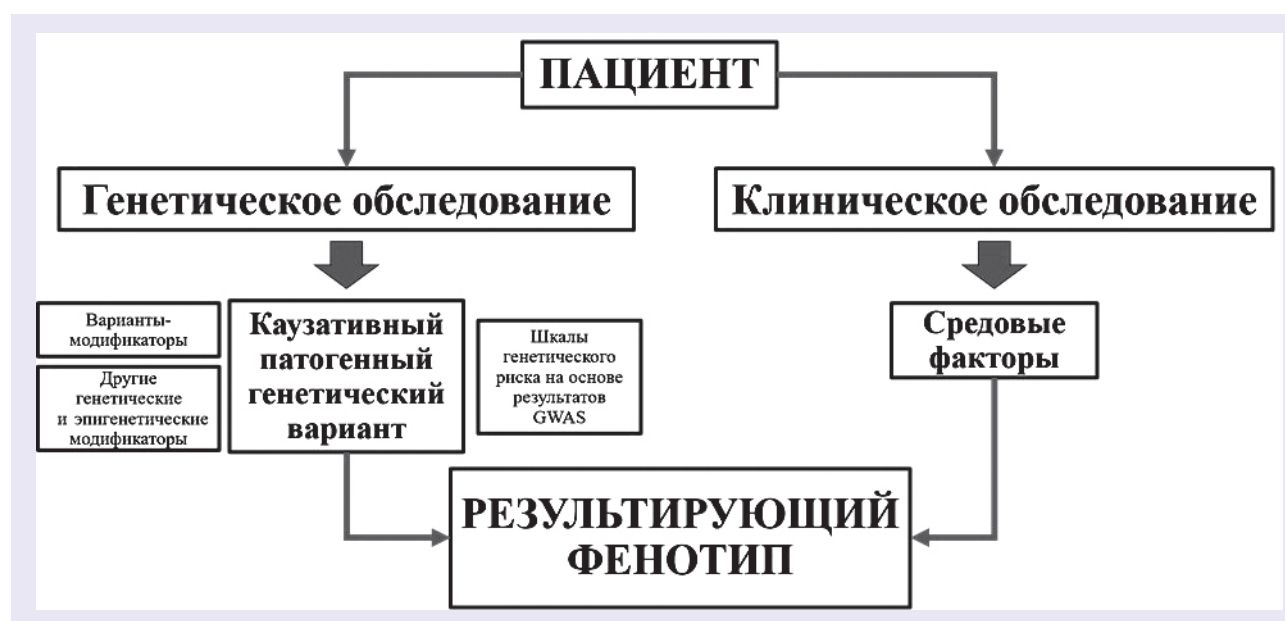 ПАЦИЕНТ
Генетическое обследование
Клиническое обследование
Варианты-
модификаторы
Другие
генетические
и эпигенетические
модификаторы
Каузативный
патогенный
генетический
вариант
Шкалы
генетического
риска на основе
результатов
GWAS
Средовые
факторы
РЕЗУЛЬТИРУЮЩИЙ
ФЕНОТИП